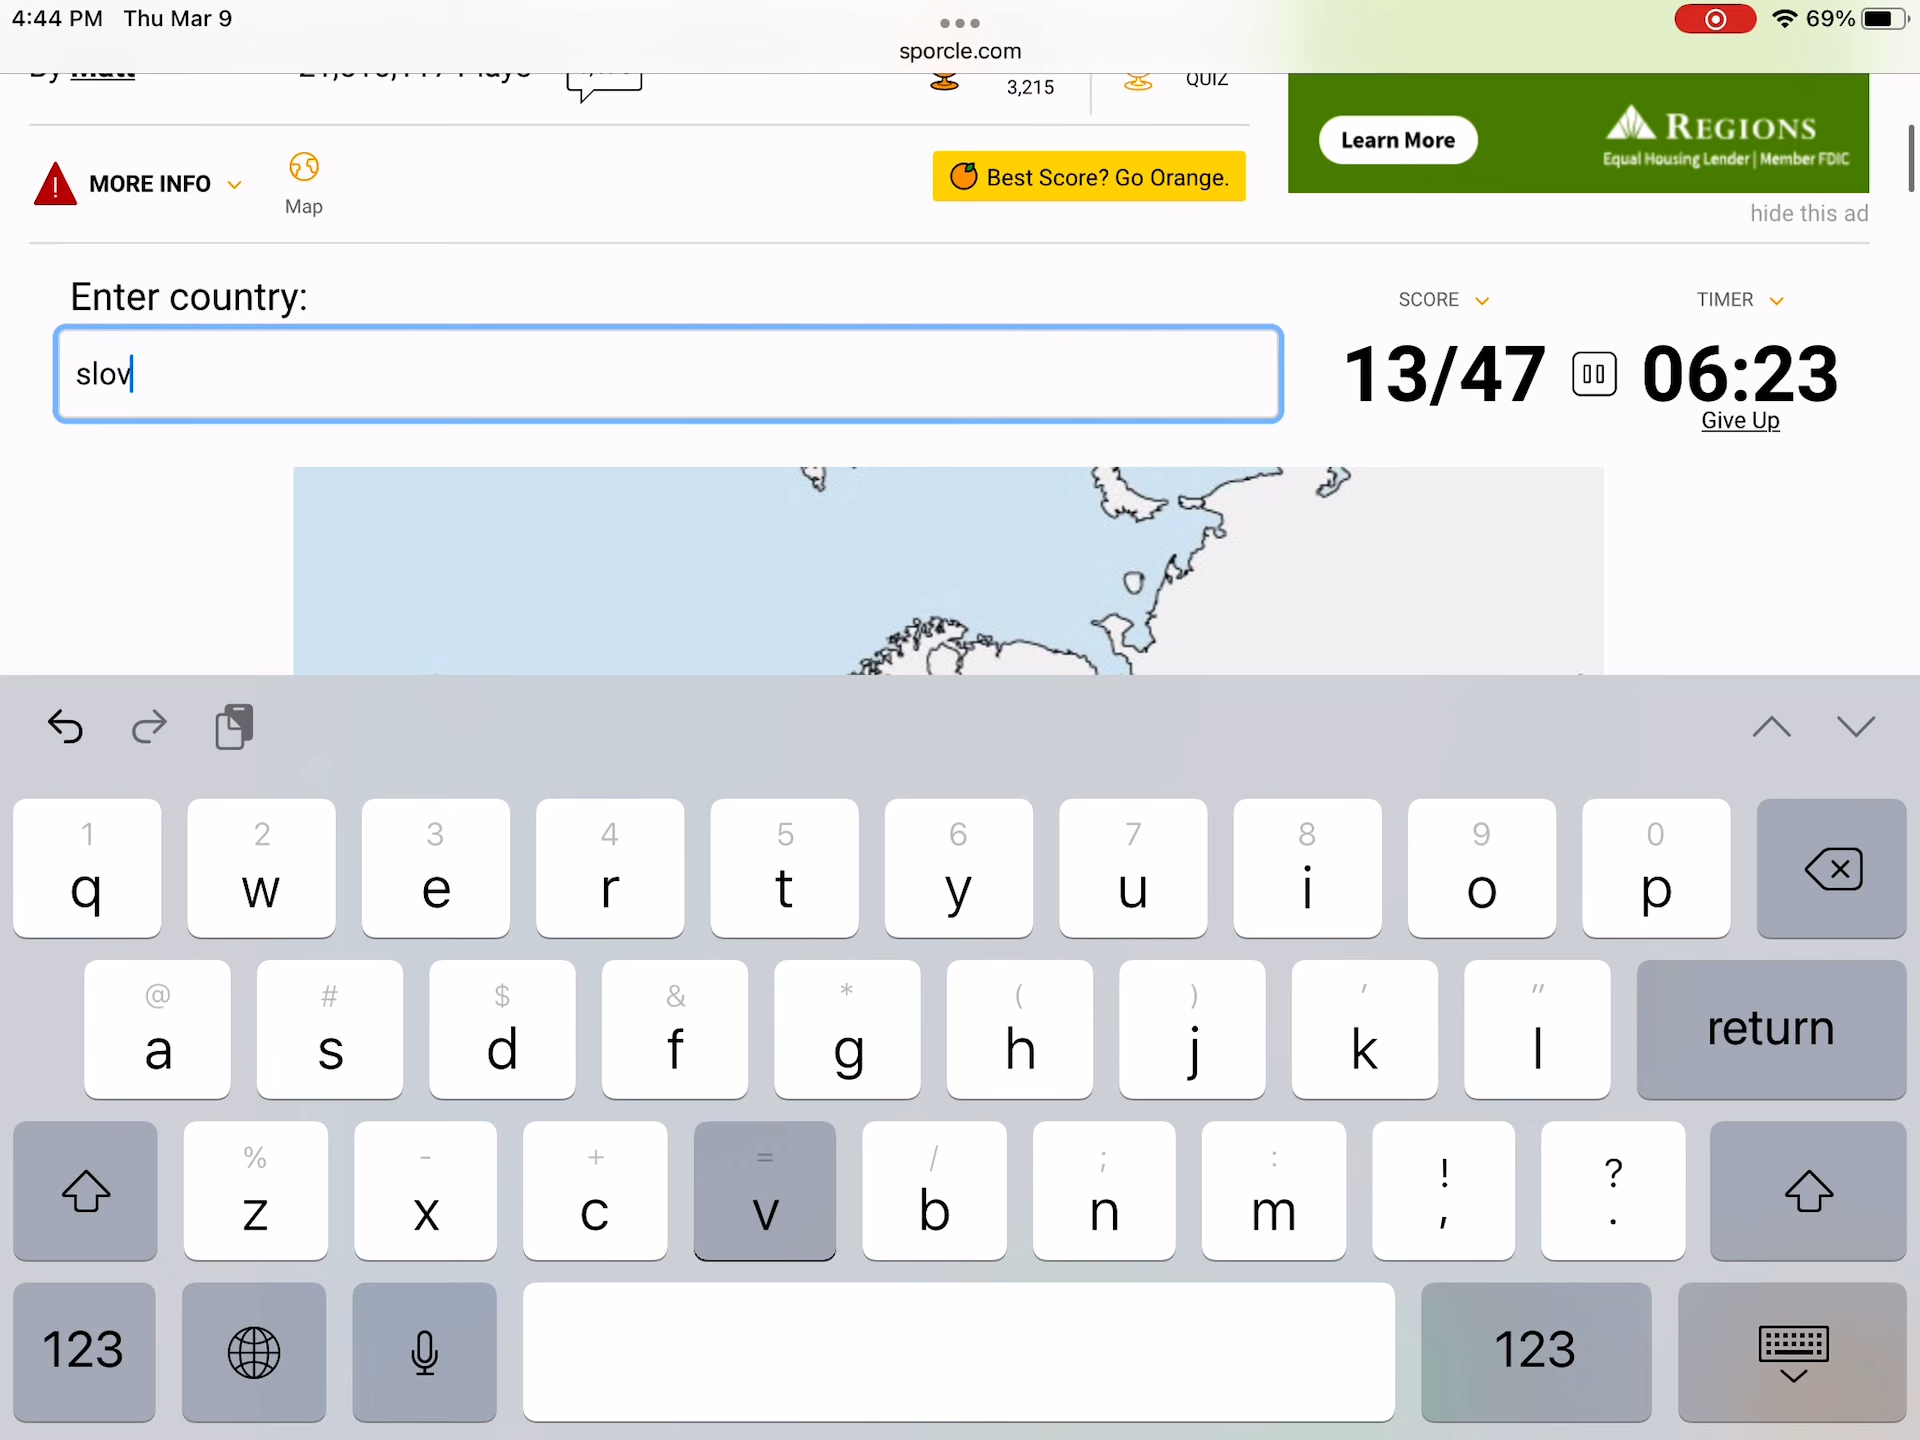 4:44 PM Thu Mar 9
69%
sporcle.com
By Matt
3,215
QUIZ
Learn More
REGIONS
Equal Housing Lender | Member FDIC
MORE INFO
Map
Best Score? Go Orange.
hide this ad
Enter country:
SCORE
TIMER
slov
13/47
06:23
Give Up
1 2 3 4 5 6 7 8 9 0
q w e r t y u i o p
@ # $ & * ( ) ' "
a s d f g h j k l return
% - + = / ; : ! ?
z x c v b n m , .
123
123